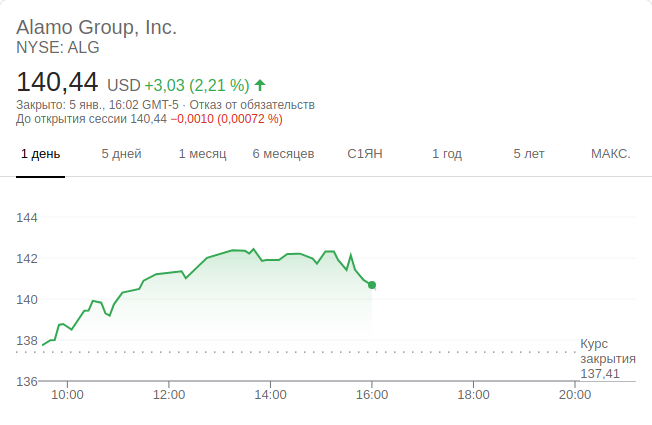 Alamo Group, Inc.
NYSE: ALG
140,44 USD +3,03 (2,21 %)
Закрыто: 5 янв., 16:02 GMT-5 · Отказ от обязательств
До открытия сессии 140,44 −0,0010 (0,00072 %)
1 день 5 дней 1 месяц 6 месяцев С1ЯН 1 год 5 лет МАКС.
144
142
140
138
Курс
закрытия
137,41
136
10:00 12:00 14:00 16:00 18:00 20:00